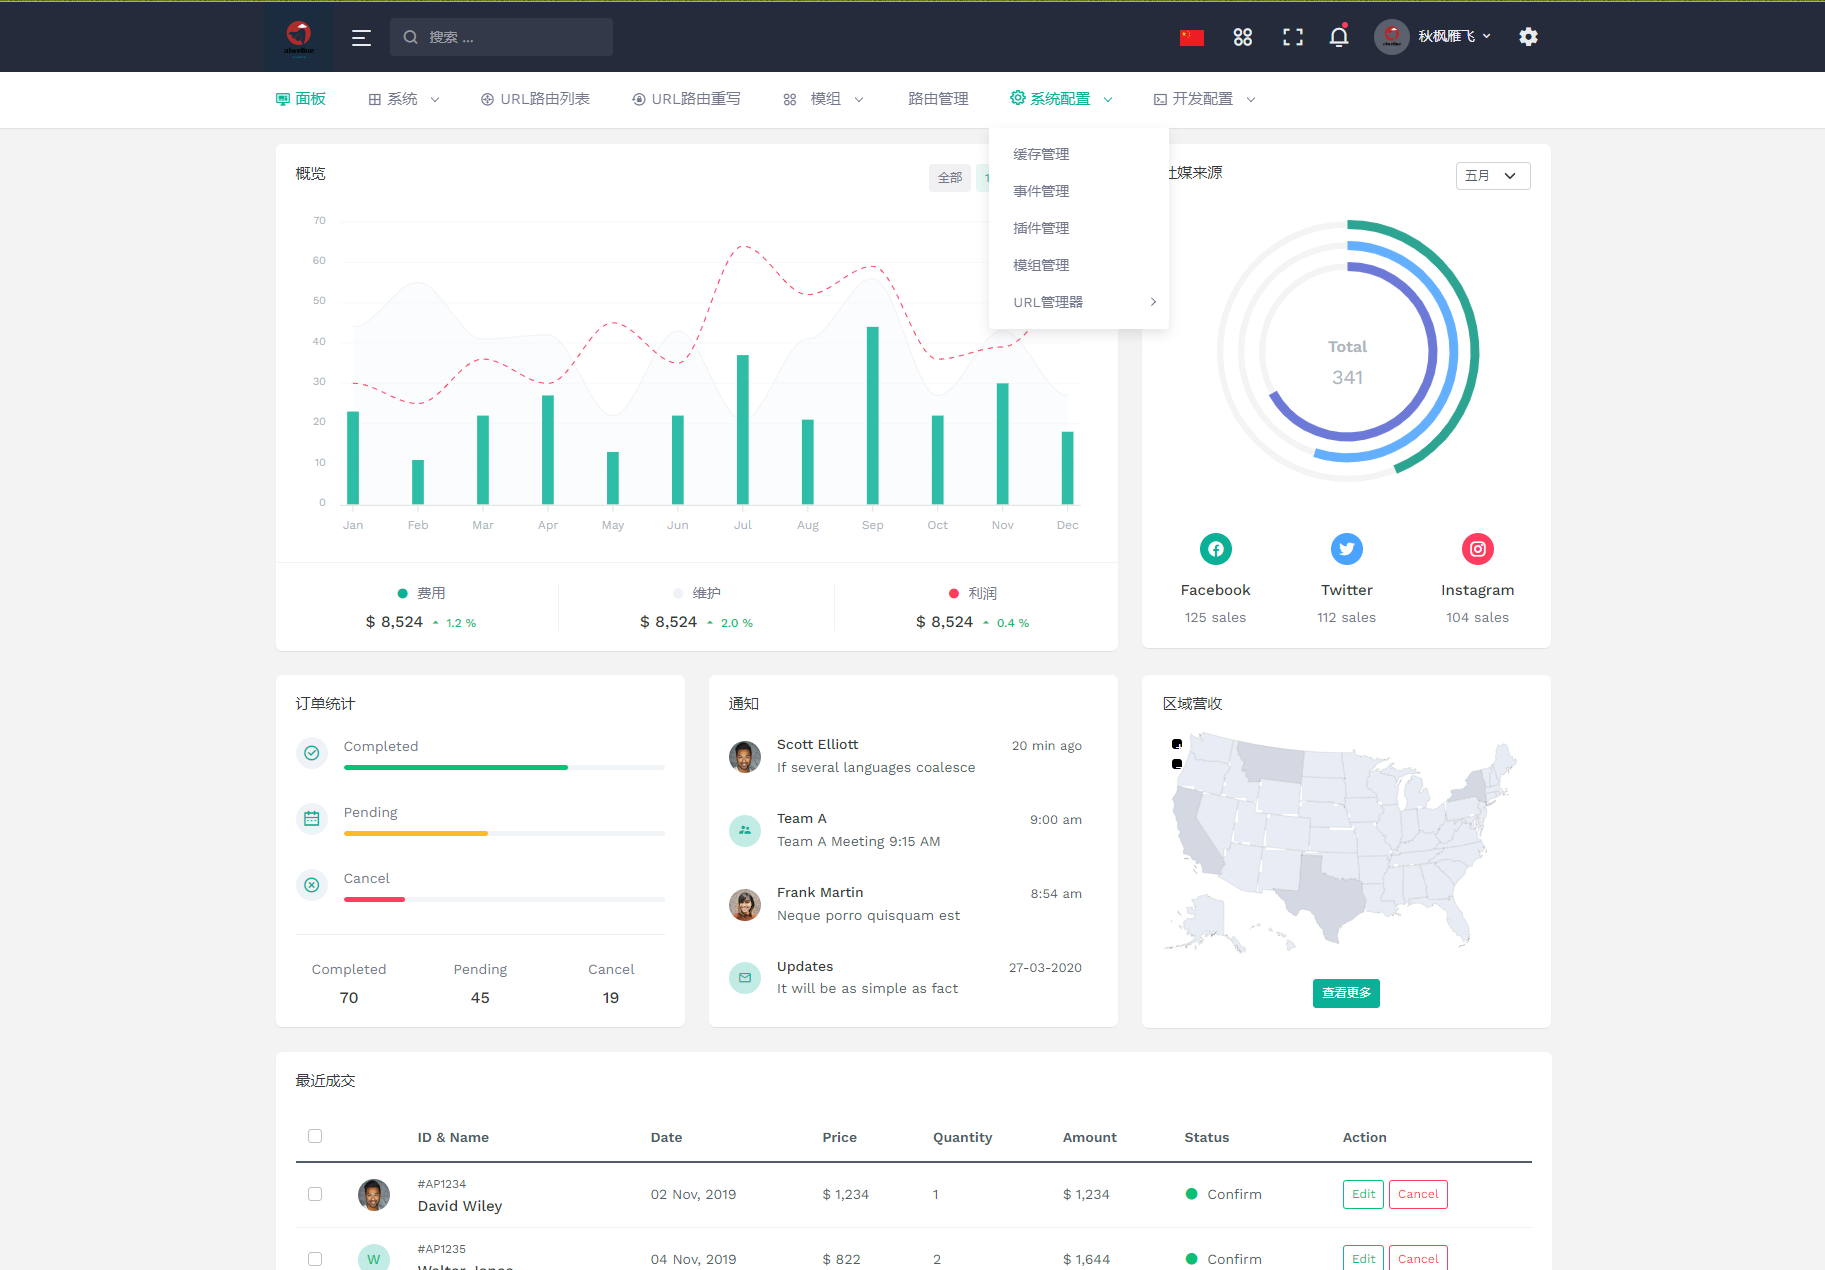 搜索 ...
秋枫雁飞
面板
系统
URL路由列表
URL路由重写
模组
路由管理
系统配置
开发配置
缓存管理
事件管理
插件管理
模组管理
URL管理器
概览
全部
70
60
50
40
30
20
10
0
Jan Feb Mar Apr May Jun Jul Aug Sep Oct Nov Dec
费用
$ 8,524 1.2 %
维护
$ 8,524 2.0 %
利润
$ 8,524 0.4 %
社媒来源
五月
Total
341
Facebook
125 sales
Twitter
112 sales
Instagram
104 sales
订单统计
Completed
Pending
Cancel
Completed Pending Cancel
70 45 19
通知
Scott Elliott 20 min ago
If several languages coalesce
Team A 9:00 am
Team A Meeting 9:15 AM
Frank Martin 8:54 am
Neque porro quisquam est
Updates 27-03-2020
It will be as simple as fact
区域营收
查看更多
最近成交
ID & Name Date Price Quantity Amount Status Action
#AP1234
David Wiley
02 Nov, 2019 $ 1,234 1 $ 1,234 Confirm Edit Cancel
W
#AP1235
04 Nov, 2019 $ 822 2 $ 1,644 Confirm Edit Cancel